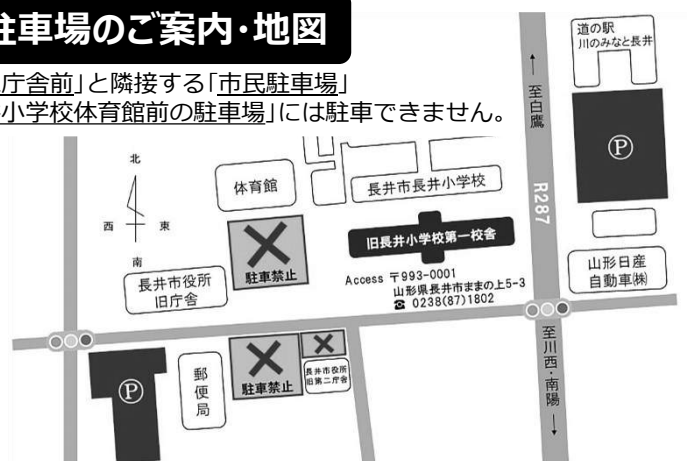 車場のご案内・地図
庁舎前」と隣接する「市民駐車場」
小学校体育館前の駐車場」には駐車できません。
道の駅
川のみなと長井
←至白鷹
P
R287
北
西 東
南
体育館
長井市長井小学校
旧長井小学校第一校舎
駐車禁止
長井市役所
旧庁舎
Access 〒993-0001
山形県長井市ままの上5-3
☎ 0238(87)1802
山形日産
自動車㈱
至川西・南陽→
P
郵便局
駐車禁止
長井市役所
旧第二庁舎